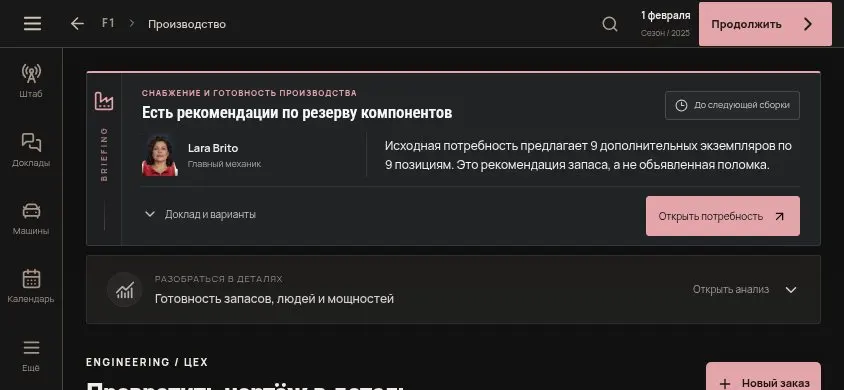 F1
Производство
1 февраля
Сезон / 2025
Продолжить
Штаб
Доклады
Машины
Календарь
Ещё
BRIEFING
СНАБЖЕНИЕ И ГОТОВНОСТЬ ПРОИЗВОДСТВА
Есть рекомендации по резерву компонентов
До следующей сборки
Lara Brito
Главный механик
Исходная потребность предлагает 9 дополнительных экземпляров по
9 позициям. Это рекомендация запаса, а не объявленная поломка.
Доклад и варианты
Открыть потребность
РАЗОБРАТЬСЯ В ДЕТАЛЯХ
Готовность запасов, людей и мощностей
Открыть анализ
ENGINEERING / ЦЕХ
Превратить чертёж в деталь
Новый заказ